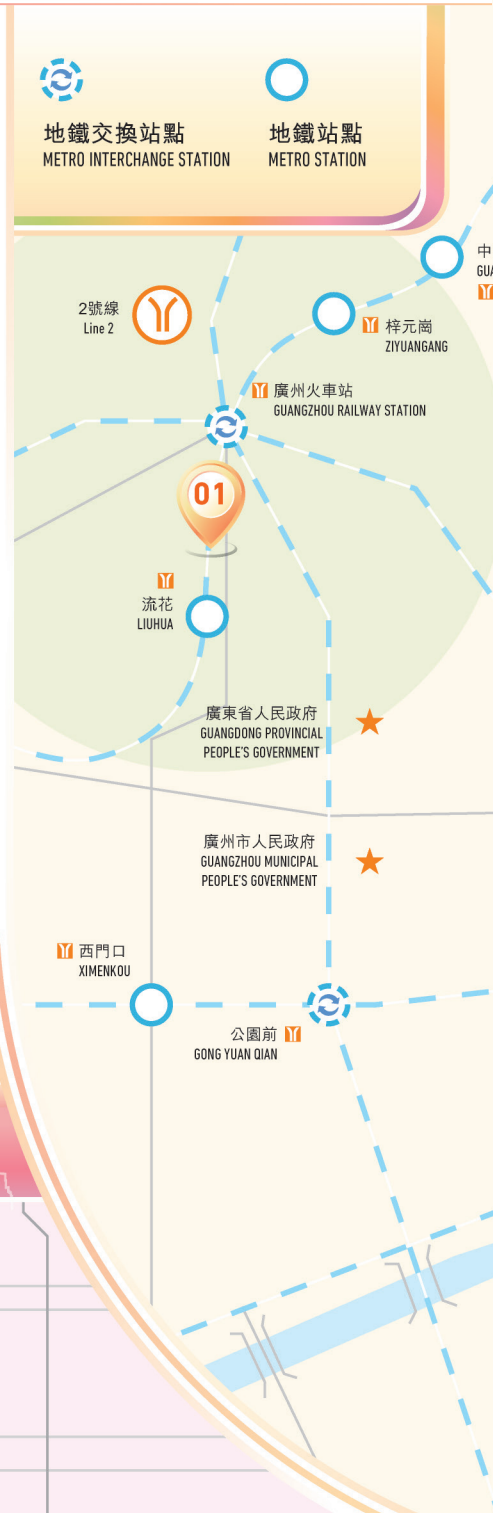 地鐵交換站點
METRO INTERCHANGE STATION
地鐵站點
METRO STATION
中
GUA
2號線
Line 2
梓元崗
ZIYUANGANG
廣州火車站
GUANGZHOU RAILWAY STATION
01
流花
LIUHUA
廣東省人民政府
GUANGDONG PROVINCIAL
PEOPLE'S GOVERNMENT
廣州市人民政府
GUANGZHOU MUNICIPAL
PEOPLE'S GOVERNMENT
西門口
XIMENKOU
公園前
GONG YUAN QIAN